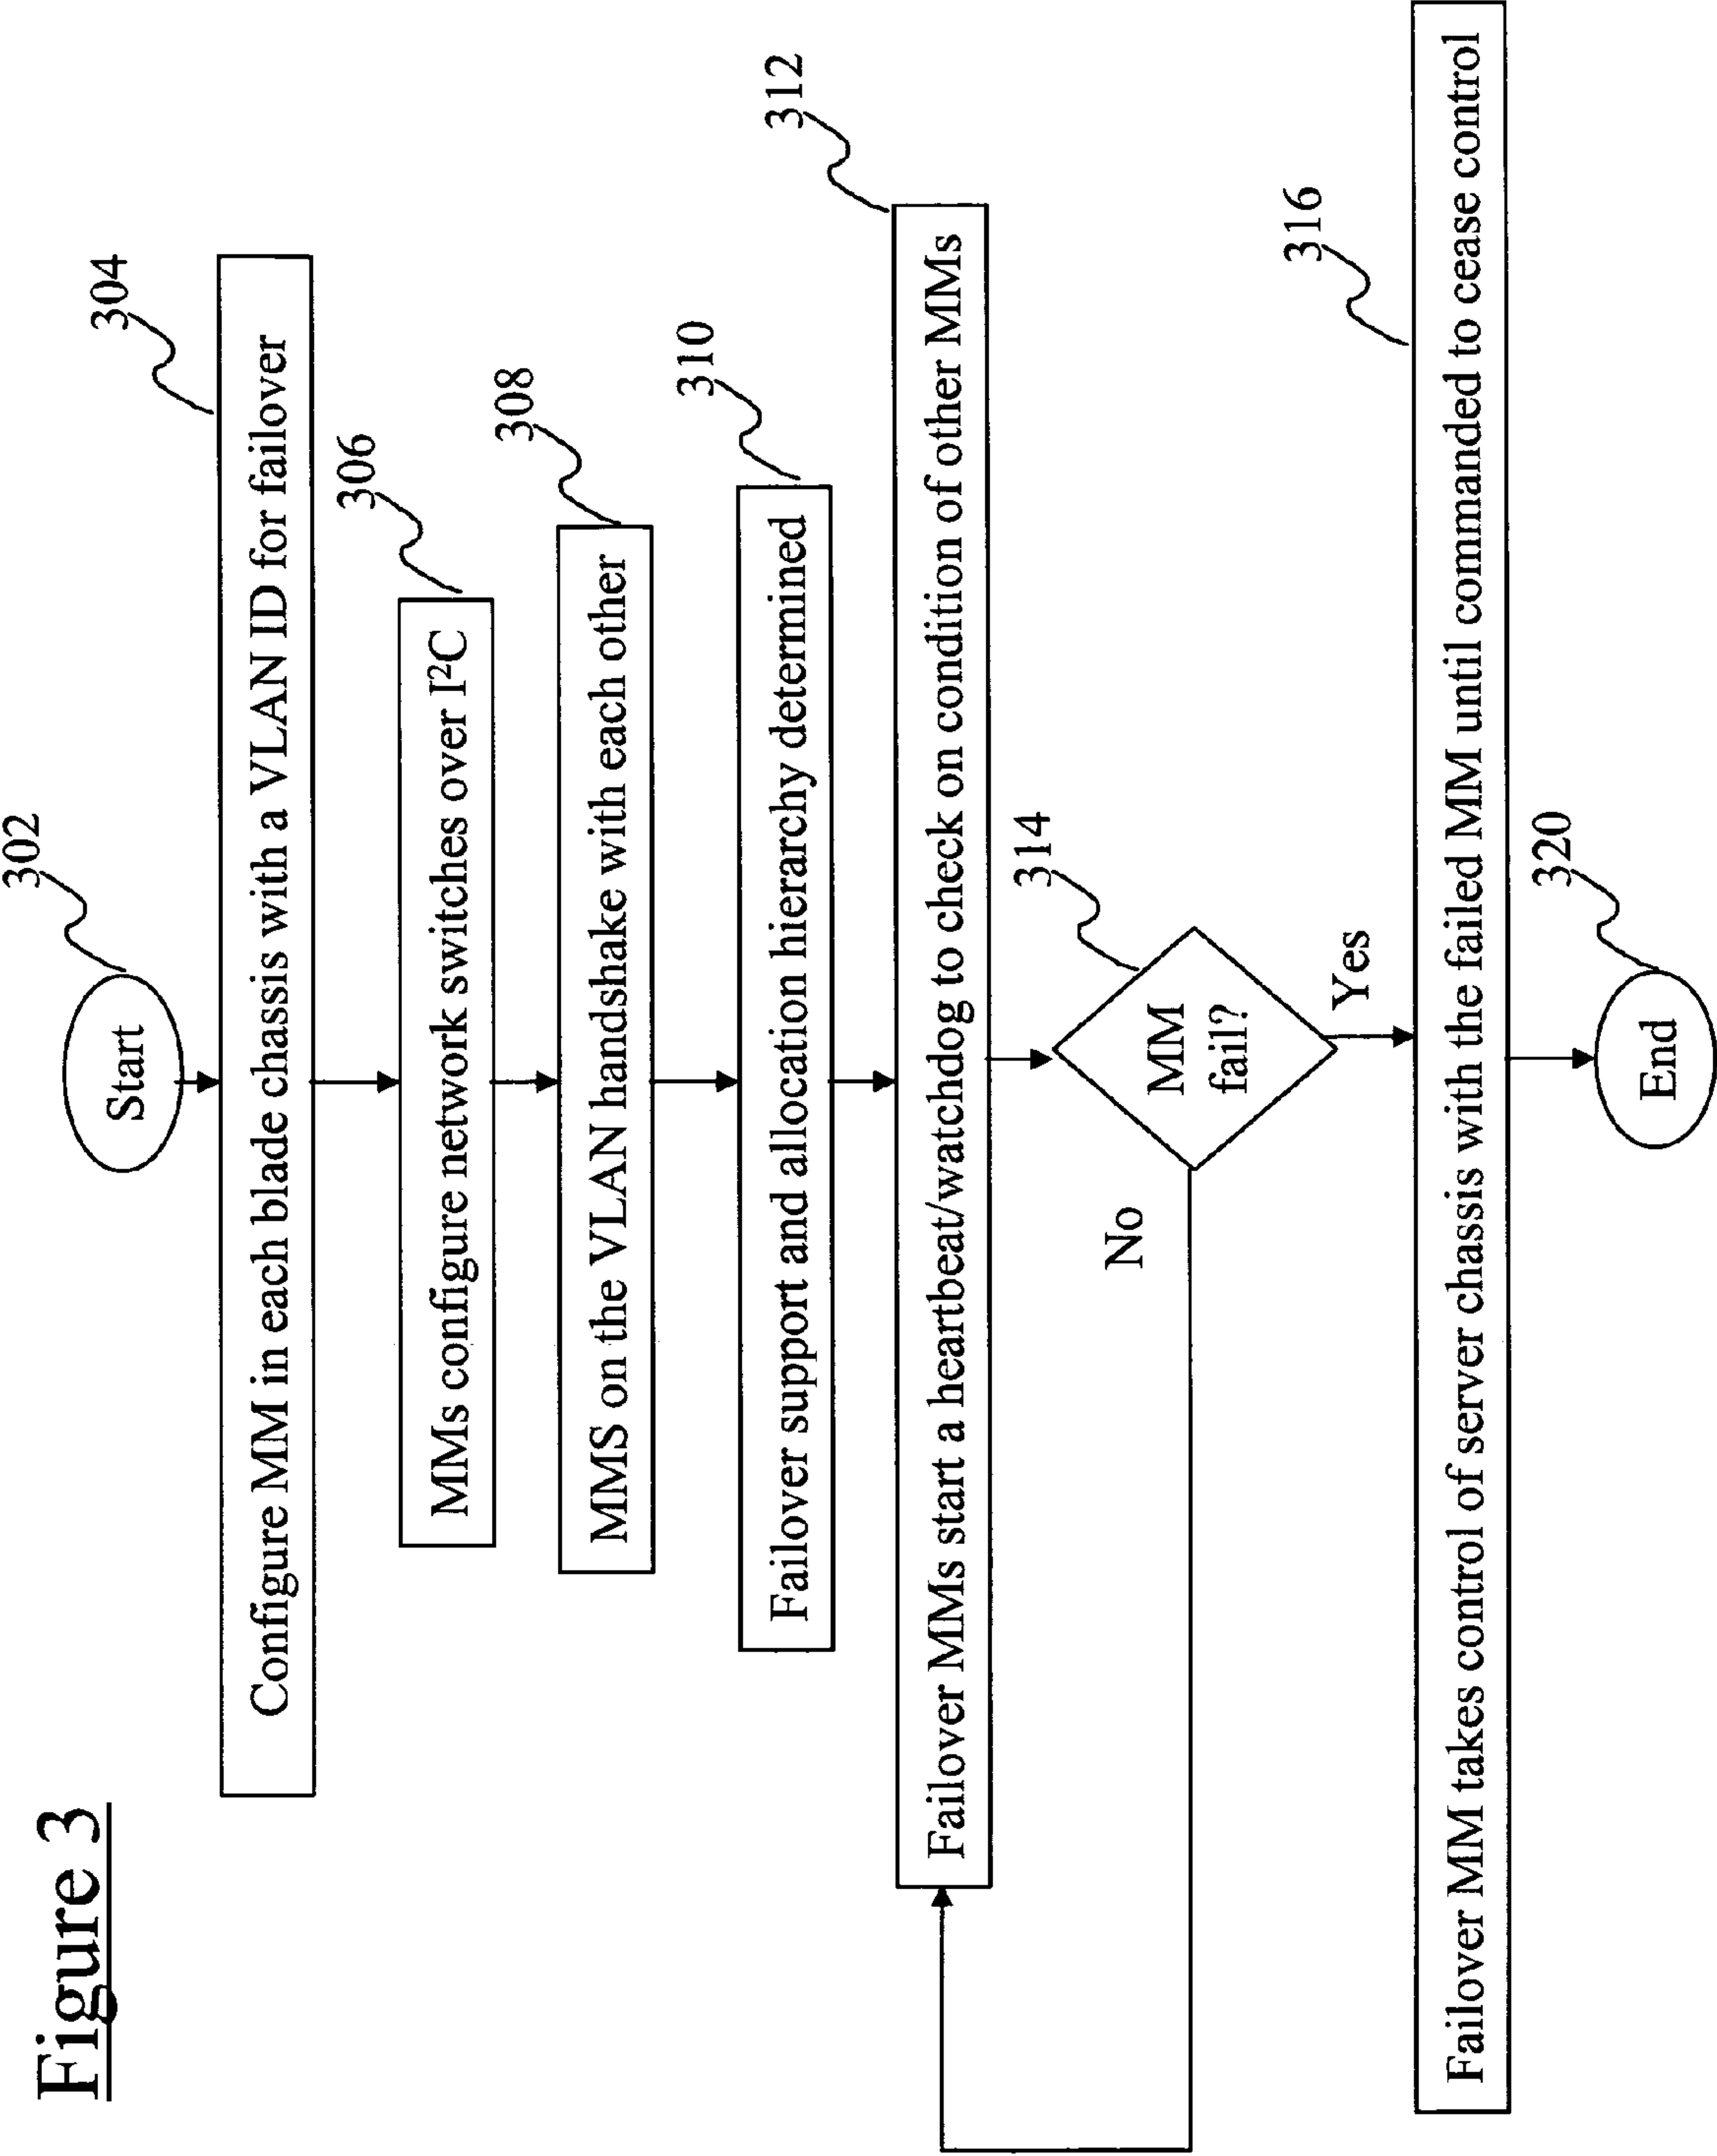 Figure 3
302
Start
304
Configure MM in each blade chassis with a VLAN ID for failover
306
MMs configure network switches over I²C
308
MMS on the VLAN handshake with each other
310
Failover support and allocation hierarchy determined
312
Failover MMs start a heartbeat/watchdog to check on condition of other MMs
314
MM
fail?
No
Yes
316
Failover MM takes control of server chassis with the failed MM until commanded to cease control
320
End